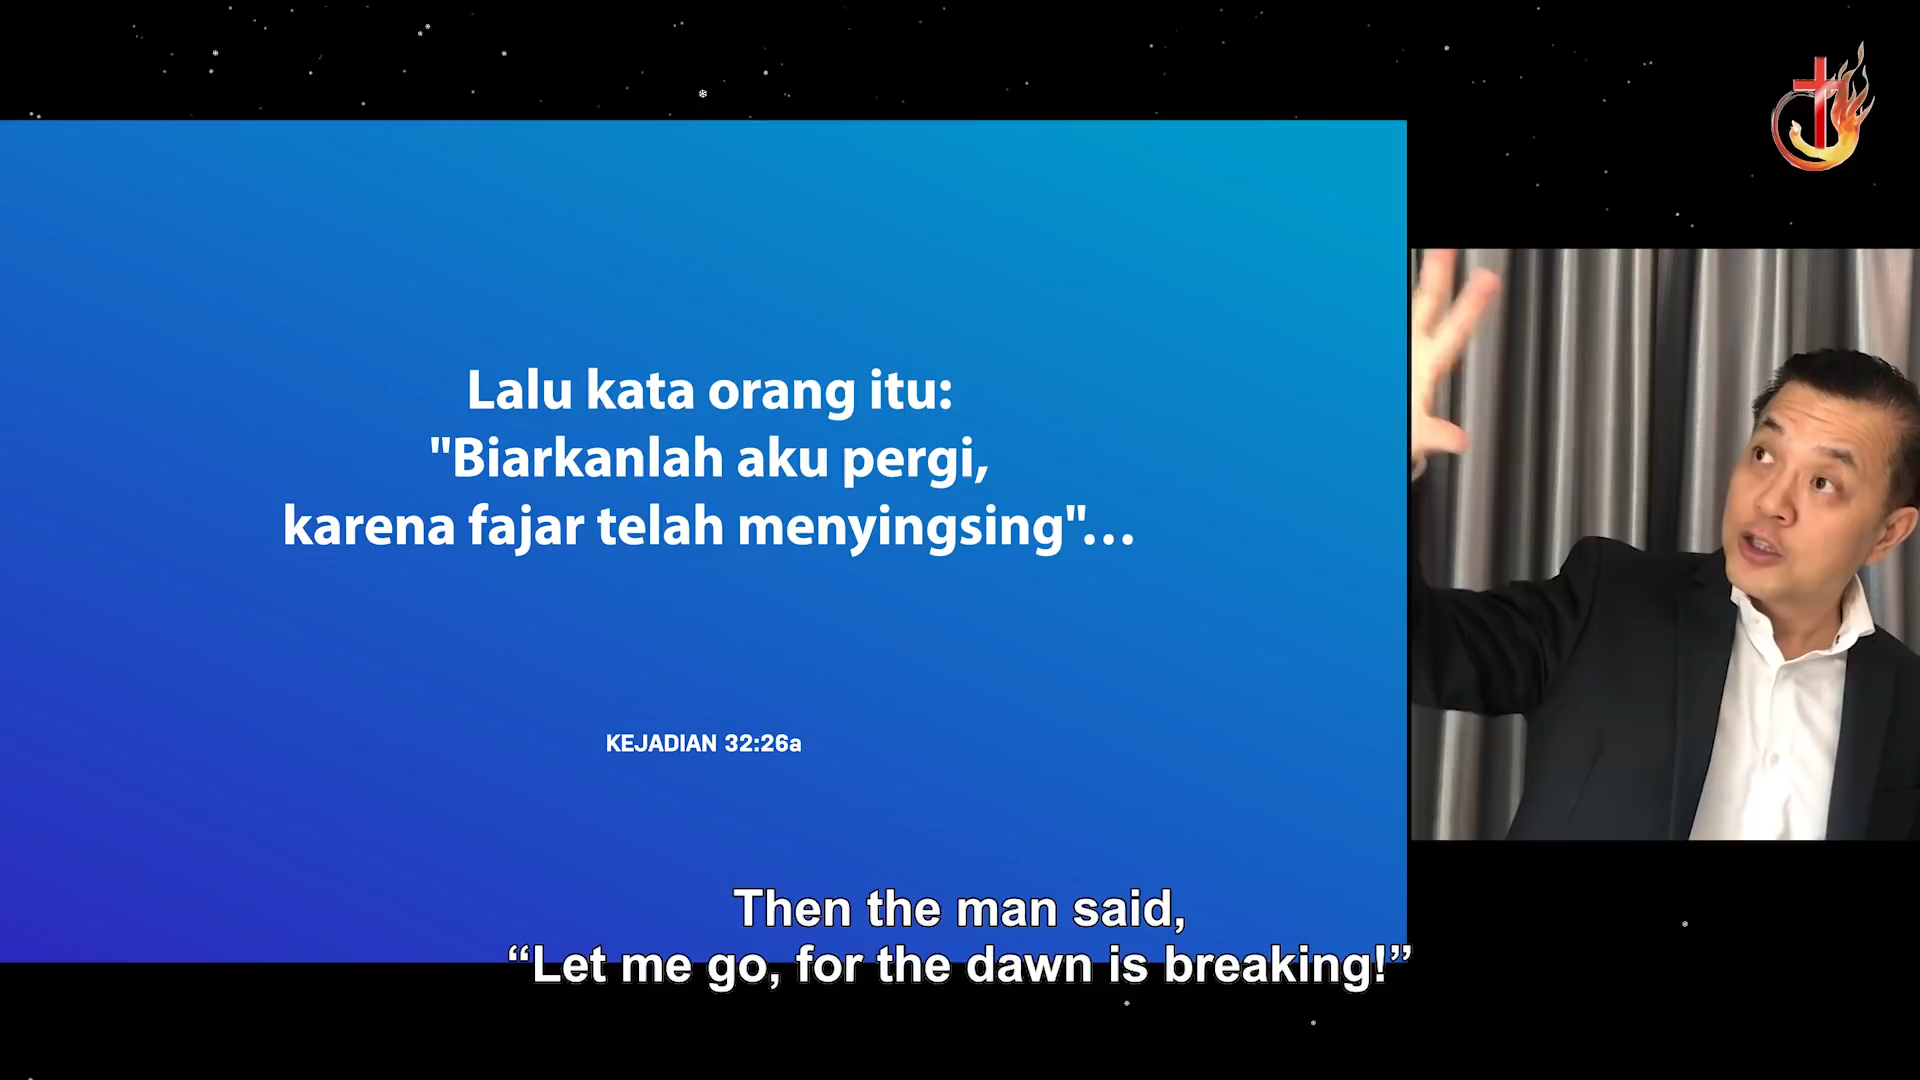 Lalu kata orang itu:
"Biarkanlah aku pergi,
karena fajar telah menyingsing"...
KEJADIAN 32:26a
Then the man said,
“Let me go, for the dawn is breaking!”